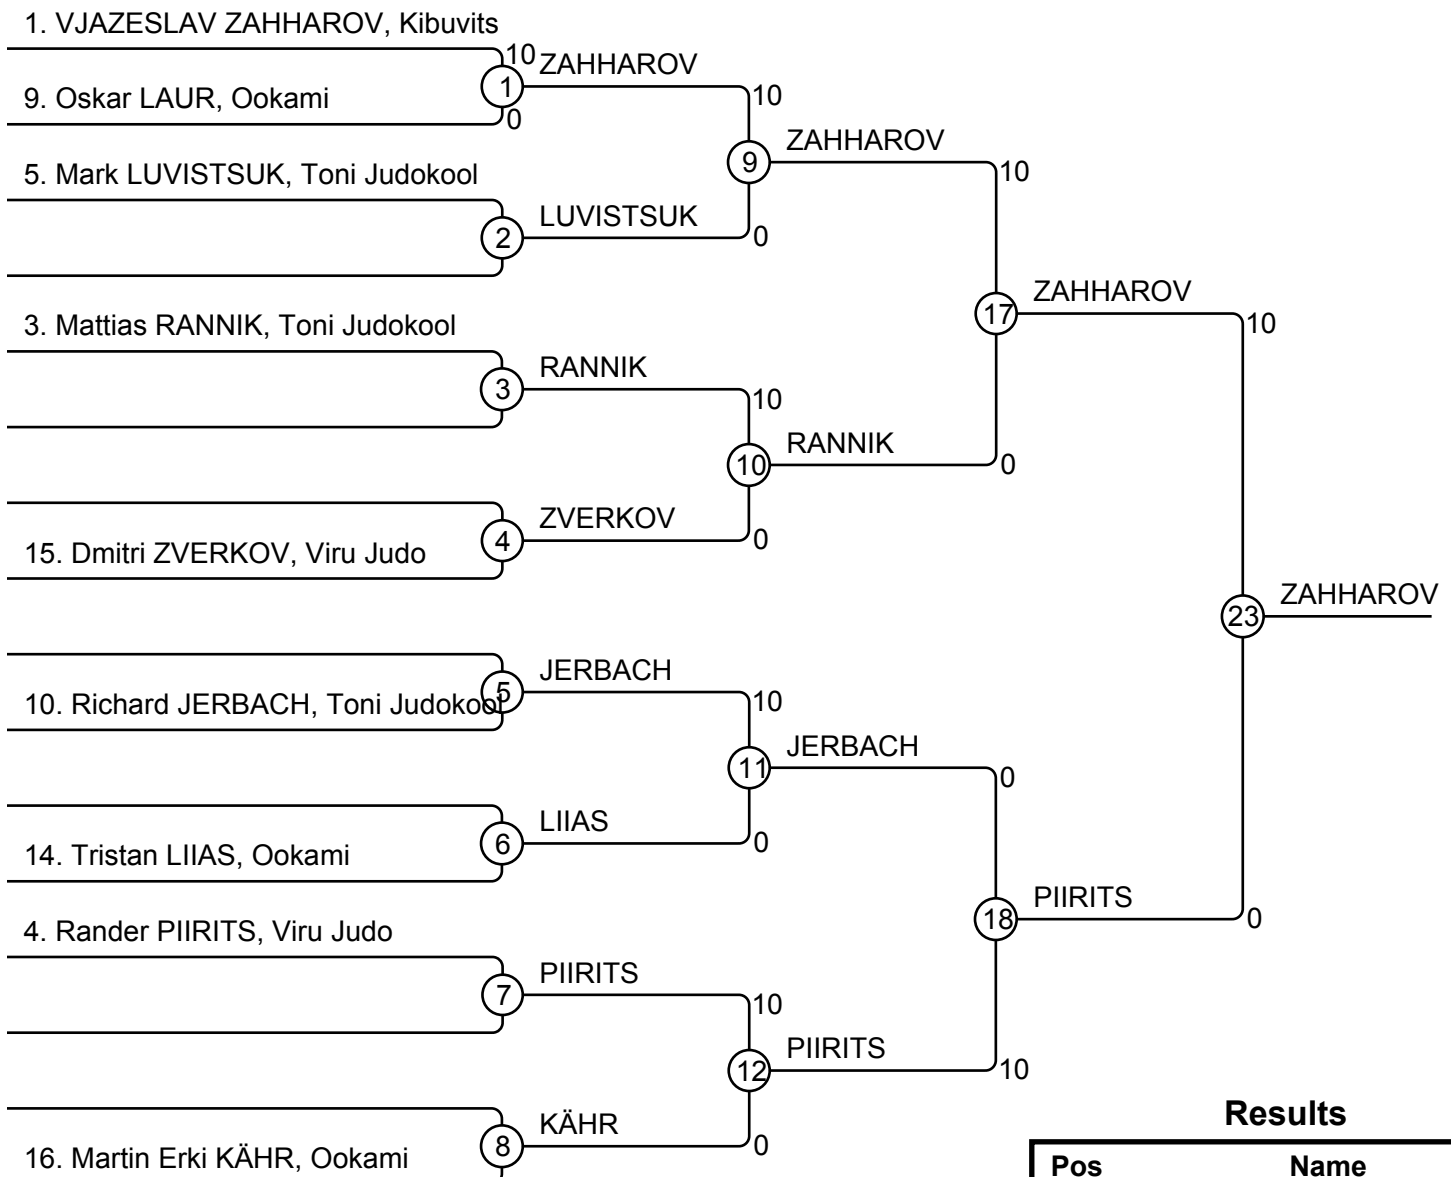 1. VJAZESLAV ZAHHAROV, Kibuvits
10
ZAHHAROV
1
9. Oskar LAUR, Ookami
0
10
ZAHHAROV
9
10
5. Mark LUVISTSUK, Toni Judokool
LUVISTSUK
2
0
ZAHHAROV
17
10
3. Mattias RANNIK, Toni Judokool
RANNIK
3
10
RANNIK
10
0
ZVERKOV
4
0
15. Dmitri ZVERKOV, Viru Judo
ZAHHAROV
23
JERBACH
5
10. Richard JERBACH, Toni Judokool
10
JERBACH
11
0
LIIAS
6
0
14. Tristan LIIAS, Ookami
PIIRITS
18
0
4. Rander PIIRITS, Viru Judo
PIIRITS
7
10
PIIRITS
12
10
KÄHR
8
0
16. Martin Erki KÄHR, Ookami
Results
Pos Name